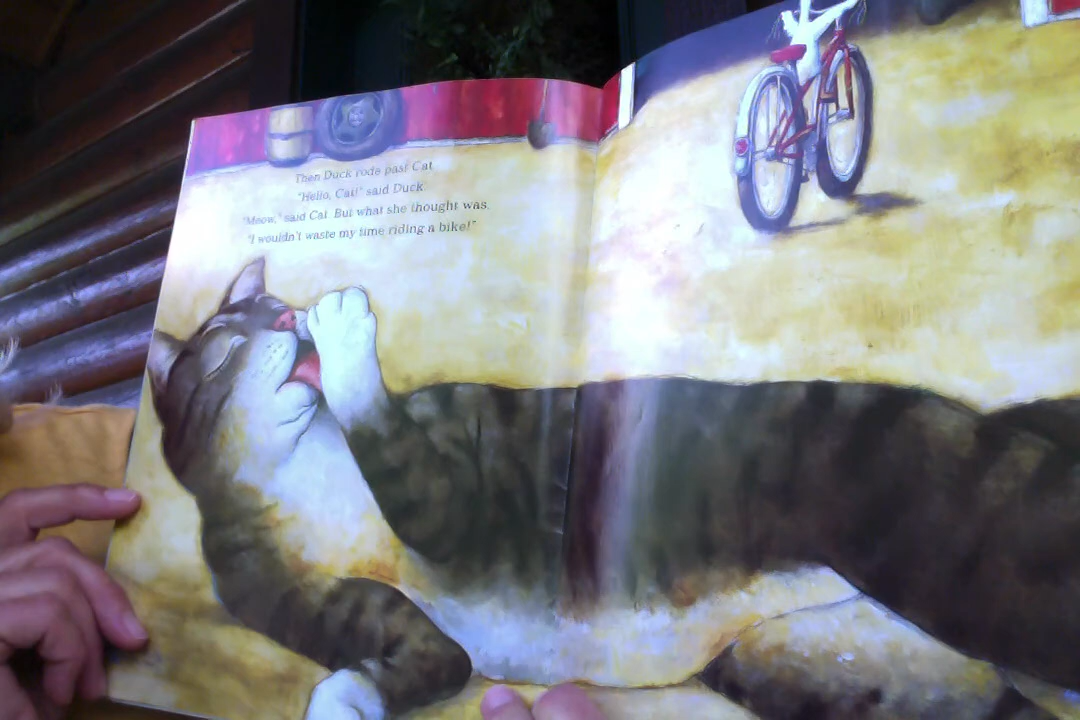 Then Duck rode past Cat.
"Hello, Cat!" said Duck.
"Meow," said Cat. But what she thought was,
"I wouldn't waste my time riding a bike!"